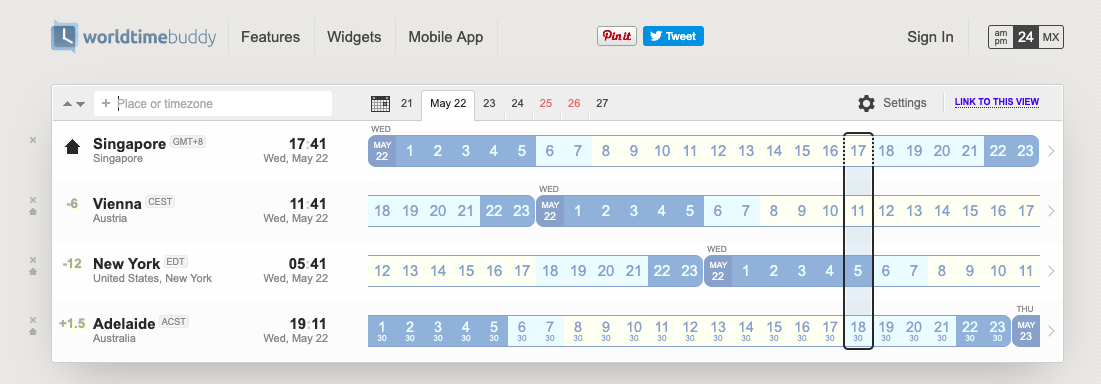 worldtimebuddy Features Widgets Mobile App Pin it Tweet Sign In am pm 24 MX
+ Place or timezone 21 May 22 23 24 25 26 27 Settings LINK TO THIS VIEW
WED
Singapore GMT+8 17:41 MAY 22 1 2 3 4 5 6 7 8 9 10 11 12 13 14 15 16 17 18 19 20 21 22 23
Singapore Wed, May 22
WED
-6 Vienna CEST 11:41 18 19 20 21 22 23 MAY 22 1 2 3 4 5 6 7 8 9 10 11 12 13 14 15 16 17
Austria Wed, May 22
WED
-12 New York EDT 05:41 12 13 14 15 16 17 18 19 20 21 22 23 MAY 22 1 2 3 4 5 6 7 8 9 10 11
United States, New York Wed, May 22
THU
+1.5 Adelaide ACST 19:11 1 30 2 30 3 30 4 30 5 30 6 30 7 30 8 30 9 30 10 30 11 30 12 30 13 30 14 30 15 30 16 30 17 30 18 30 19 30 20 30 21 30 22 30 23 30 MAY 23
Australia Wed, May 22